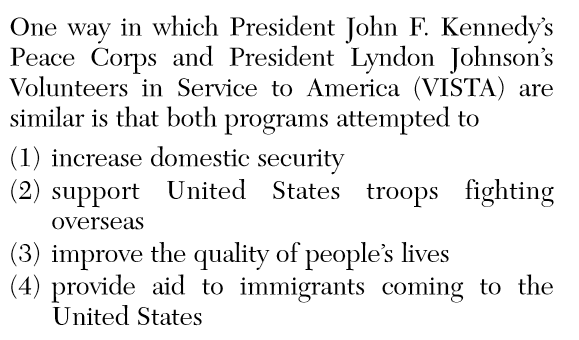 One way in which President John F. Kennedy’s
Peace Corps and President Lyndon Johnson’s
Volunteers in Service to America (VISTA) are
similar is that both programs attempted to
(1) increase domestic security
(2) support United States troops fighting
overseas
(3) improve the quality of people’s lives
(4) provide aid to immigrants coming to the
United States